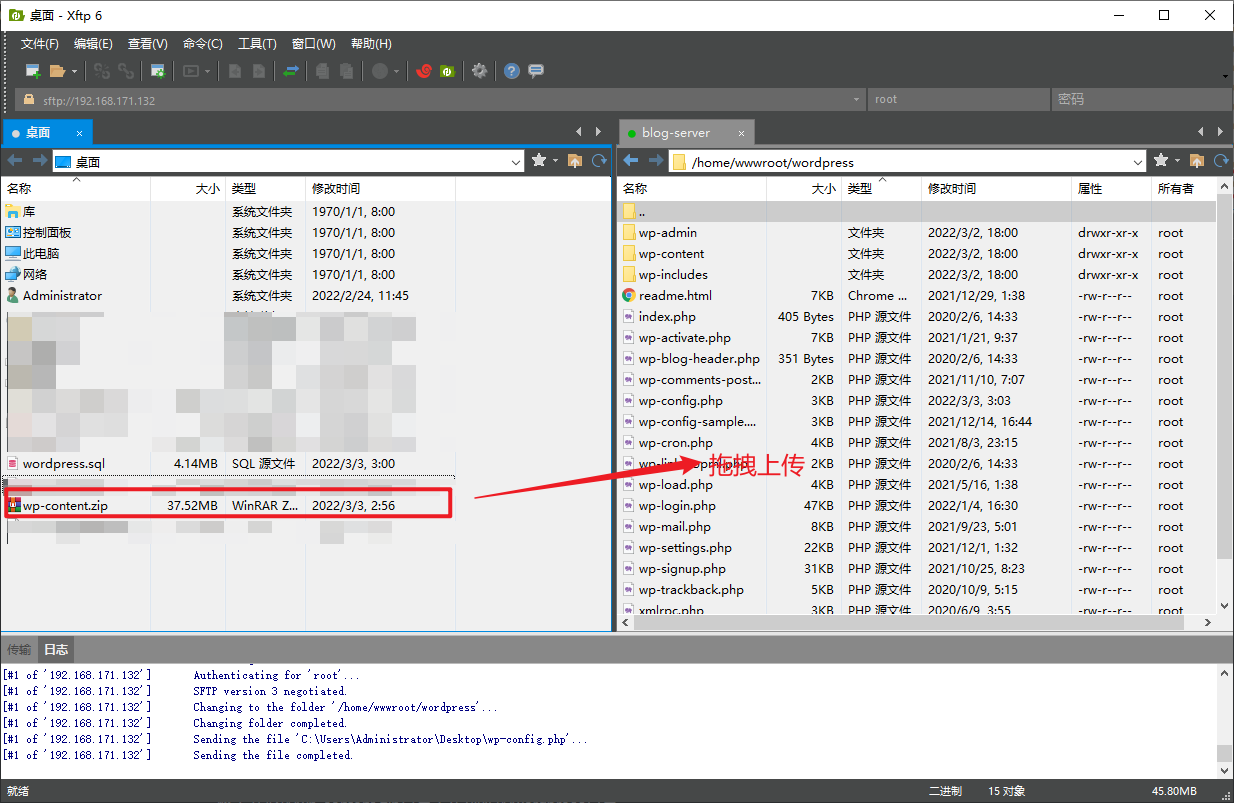 桌面 - Xftp 6
文件(F) 编辑(E) 查看(V) 命令(C) 工具(T) 窗口(W) 帮助(H)
sftp://192.168.171.132 root 密码
桌面 × blog-server ×
桌面 /home/wwwroot/wordpress
名称 大小 类型 修改时间
库 系统文件夹 1970/1/1, 8:00
控制面板 系统文件夹 1970/1/1, 8:00
此电脑 系统文件夹 1970/1/1, 8:00
网络 系统文件夹 1970/1/1, 8:00
Administrator 系统文件夹 2022/2/24, 11:45
wordpress.sql 4.14MB SQL 源文件 2022/3/3, 3:00
wp-content.zip 37.52MB WinRAR Z... 2022/3/3, 2:56
名称 大小 类型 修改时间 属性 所有者
..
wp-admin 文件夹 2022/3/2, 18:00 drwxr-xr-x root
wp-content 文件夹 2022/3/2, 18:00 drwxr-xr-x root
wp-includes 文件夹 2022/3/2, 18:00 drwxr-xr-x root
readme.html 7KB Chrome ... 2021/12/29, 1:38 -rw-r--r-- root
index.php 405 Bytes PHP 源文件 2020/2/6, 14:33 -rw-r--r-- root
wp-activate.php 7KB PHP 源文件 2021/1/21, 9:37 -rw-r--r-- root
wp-blog-header.php 351 Bytes PHP 源文件 2020/2/6, 14:33 -rw-r--r-- root
wp-comments-post... 2KB PHP 源文件 2021/11/10, 7:07 -rw-r--r-- root
wp-config.php 3KB PHP 源文件 2022/3/3, 3:03 -rw-r--r-- root
wp-config-sample.... 3KB PHP 源文件 2021/12/14, 16:44 -rw-r--r-- root
wp-cron.php 4KB PHP 源文件 2021/8/3, 23:15 -rw-r--r-- root
2KB PHP 源文件 2020/2/6, 14:33 -rw-r--r-- root
拖拽上传
wp-load.php 4KB PHP 源文件 2021/5/16, 1:38 -rw-r--r-- root
wp-login.php 47KB PHP 源文件 2022/1/4, 16:30 -rw-r--r-- root
wp-mail.php 8KB PHP 源文件 2021/9/23, 5:01 -rw-r--r-- root
wp-settings.php 22KB PHP 源文件 2021/12/1, 1:32 -rw-r--r-- root
wp-signup.php 31KB PHP 源文件 2021/10/25, 8:23 -rw-r--r-- root
wp-trackback.php 5KB PHP 源文件 2020/10/9, 5:15 -rw-r--r-- root
xmlrpc.php 3KB PHP 源文件 2020/6/9, 3:55 -rw-r--r-- root
传输 日志
[#1 of '192.168.171.132'] Authenticating for 'root'...
[#1 of '192.168.171.132'] SFTP version 3 negotiated.
[#1 of '192.168.171.132'] Changing to the folder '/home/wwwroot/wordpress'...
[#1 of '192.168.171.132'] Changing folder completed.
[#1 of '192.168.171.132'] Sending the file 'C:\Users\Administrator\Desktop\wp-config.php'...
[#1 of '192.168.171.132'] Sending the file completed.
就绪 二进制 15 对象 45.80MB